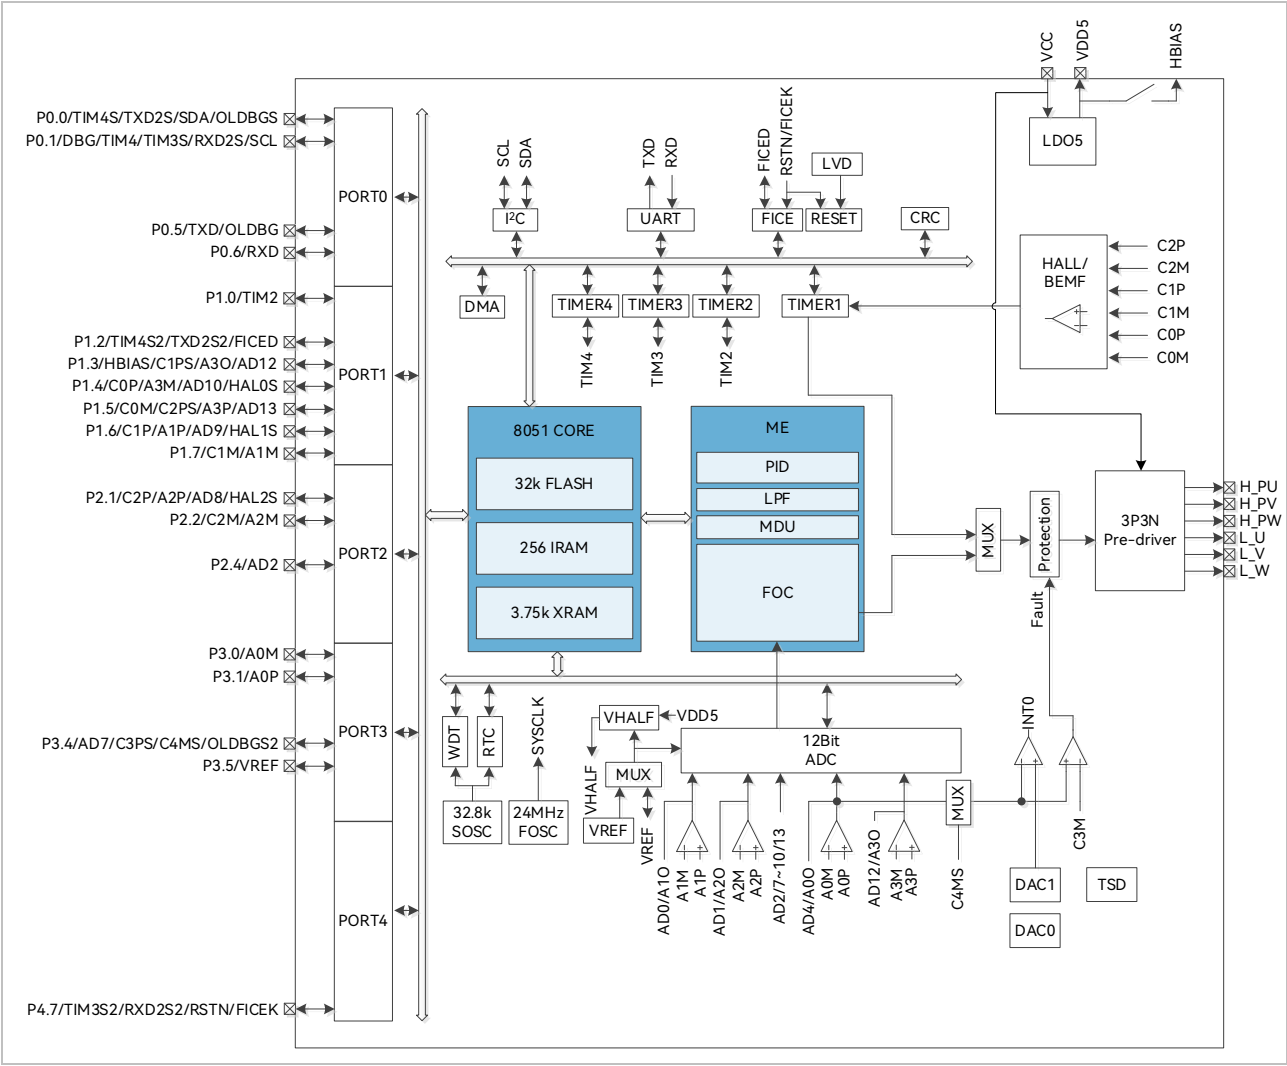 VCC
VDD5
HBIAS
P0.0/TIM4S/TXD2S/SDA/OLDBGS
P0.1/DBG/TIM4/TIM3S/RXD2S/SCL
P0.5/TXD/OLDBG
P0.6/RXD
P1.0/TIM2
P1.2/TIM4S2/TXD2S2/FICED
P1.3/HBIAS/C1PS/A3O/AD12
P1.4/C0P/A3M/AD10/HAL0S
P1.5/C0M/C2PS/A3P/AD13
P1.6/C1P/A1P/AD9/HAL1S
P1.7/C1M/A1M
P2.1/C2P/A2P/AD8/HAL2S
P2.2/C2M/A2M
P2.4/AD2
P3.0/A0M
P3.1/A0P
P3.4/AD7/C3PS/C4MS/OLDBGS2
P3.5/VREF
P4.7/TIM3S2/RXD2S2/RSTN/FICEK
PORT0
PORT1
PORT2
PORT3
PORT4
SCL
SDA
TXD
RXD
FICED
RSTN/FICEK
LVD
I²C
UART
FICE
RESET
CRC
LDO5
DMA
TIMER4
TIMER3
TIMER2
TIMER1
TIM4
TIM3
TIM2
HALL/
BEMF
C2P
C2M
C1P
C1M
C0P
C0M
8051 CORE
32k FLASH
256 IRAM
3.75k XRAM
ME
PID
LPF
MDU
FOC
MUX
Protection
Fault
3P3N
Pre-driver
H_PU
H_PV
H_PW
L_U
L_V
L_W
WDT
RTC
32.8k
SOSC
SYSCLK
24MHz
FOSC
VHALF
VDD5
VHALF
MUX
VREF
VREF
12Bit
ADC
AD0/A1O
A1M
A1P
AD1/A2O
A2M
A2P
AD2/7~10/13
AD4/A0O
A0M
A0P
AD12/A3O
A3M
A3P
MUX
C4MS
INT0
C3M
DAC1
DAC0
TSD